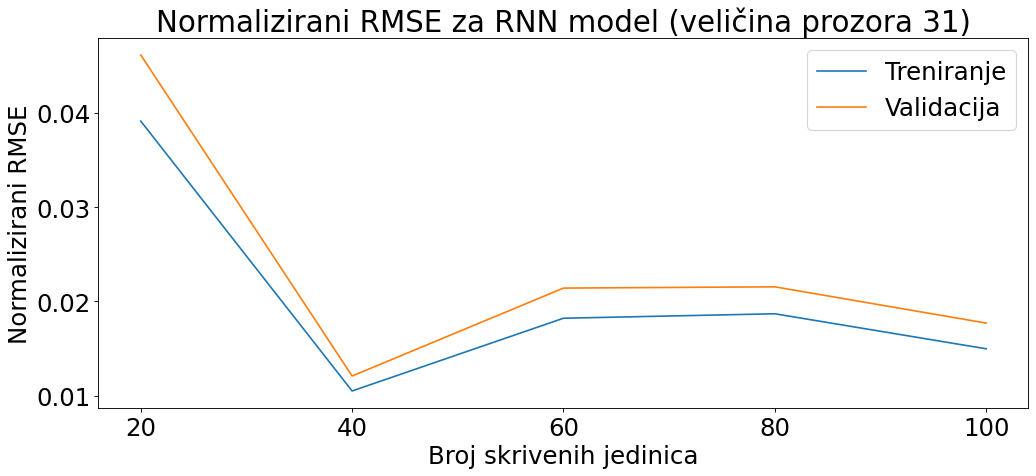 Normalizirani RMSE za RNN model (veličina prozora 31)
Treniranje
Validacija
Normalizirani RMSE
0.04
0.03
0.02
0.01
20 40 60 80 100
Broj skrivenih jedinica